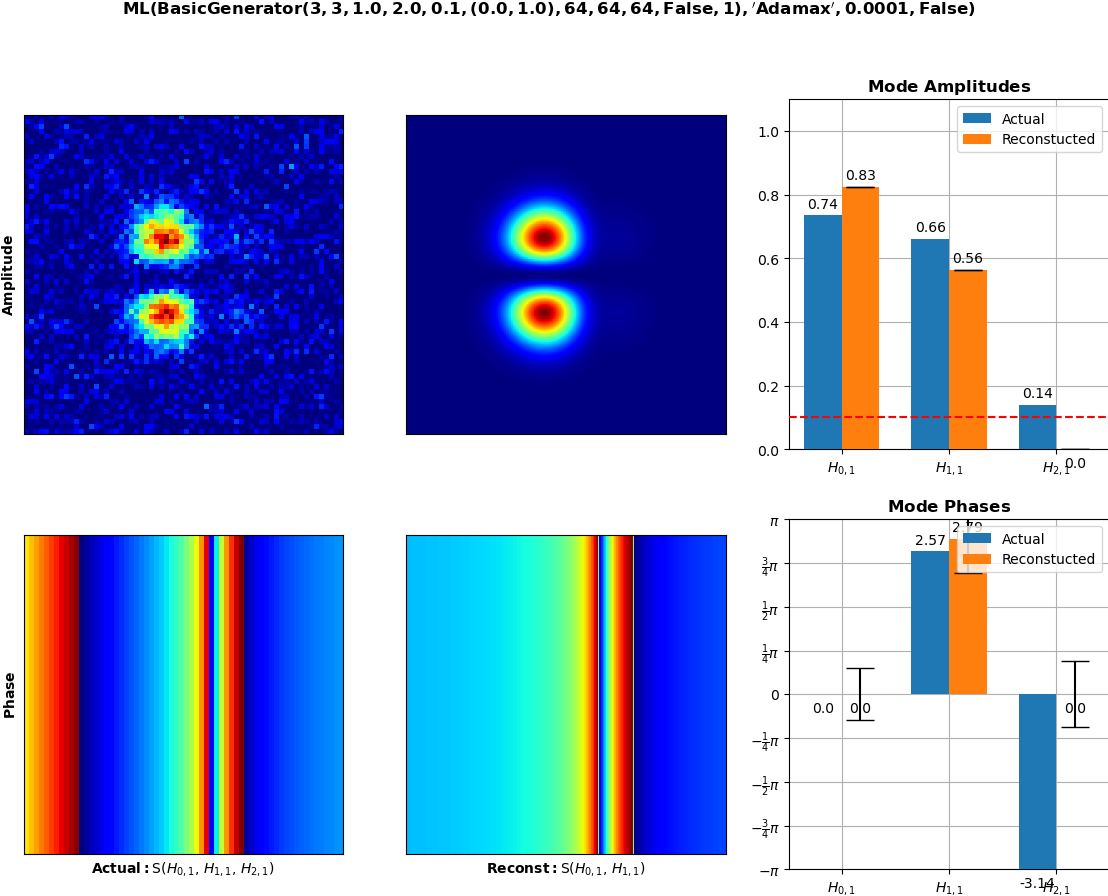 ML(BasicGenerator(3, 3, 1.0, 2.0, 0.1, (0.0, 1.0), 64, 64, 64, False, 1), ′Adamax′, 0.0001, False)
Amplitude
Mode Amplitudes
Actual
Reconstucted
1.0
0.8
0.6
0.4
0.2
0.0
0.74
0.83
0.66
0.56
0.14
0.0
H0,1
H1,1
H2,1
Phase
Actual: S(H0,1, H1,1, H2,1)
Reconst: S(H0,1, H1,1)
Mode Phases
Actual
Reconstucted
π
3/4π
1/2π
1/4π
0
−1/4π
−1/2π
−3/4π
−π
0.0
0.0
2.57
2.79
-3.14
0.0
H0,1
H1,1
H2,1